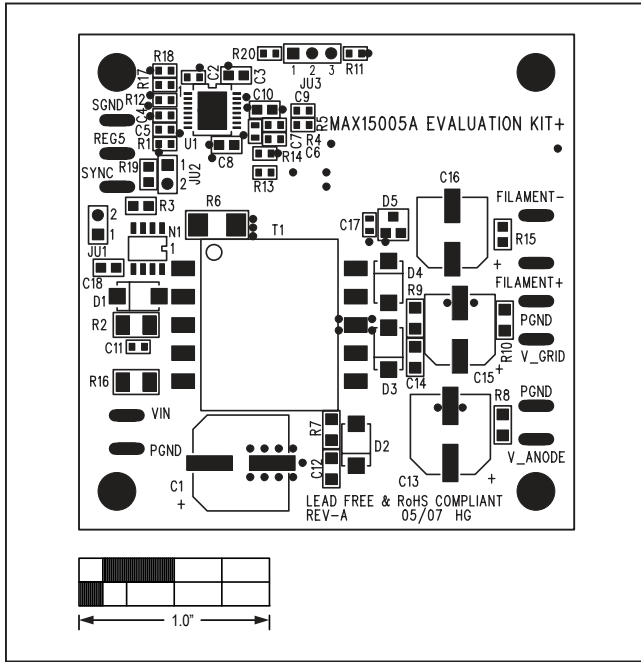 R20
1 2 3
R11
JU3
R18
R17
C2
C3
R12
1
SGND
C4
U1
C10
C9
R5
MAX15005A EVALUATION KIT+
C5
C7
R4
REG5
R1
C8
R14
C6
R19
1
JU2
2
SYNC
R13
C16
R3
R6
C17
D5
FILAMENT-
2
1
N1
1
T1
R15
+
JU1
C18
D4
FILAMENT+
D1
R9
PGND
R2
R10
V_GRID
C11
D3
C14
C15
+
R16
PGND
R8
VIN
R7
D2
V_ANODE
PGND
C12
C13
+
C1
+
LEAD FREE & RoHS COMPLIANT
REV-A 05/07 HG
1.0"